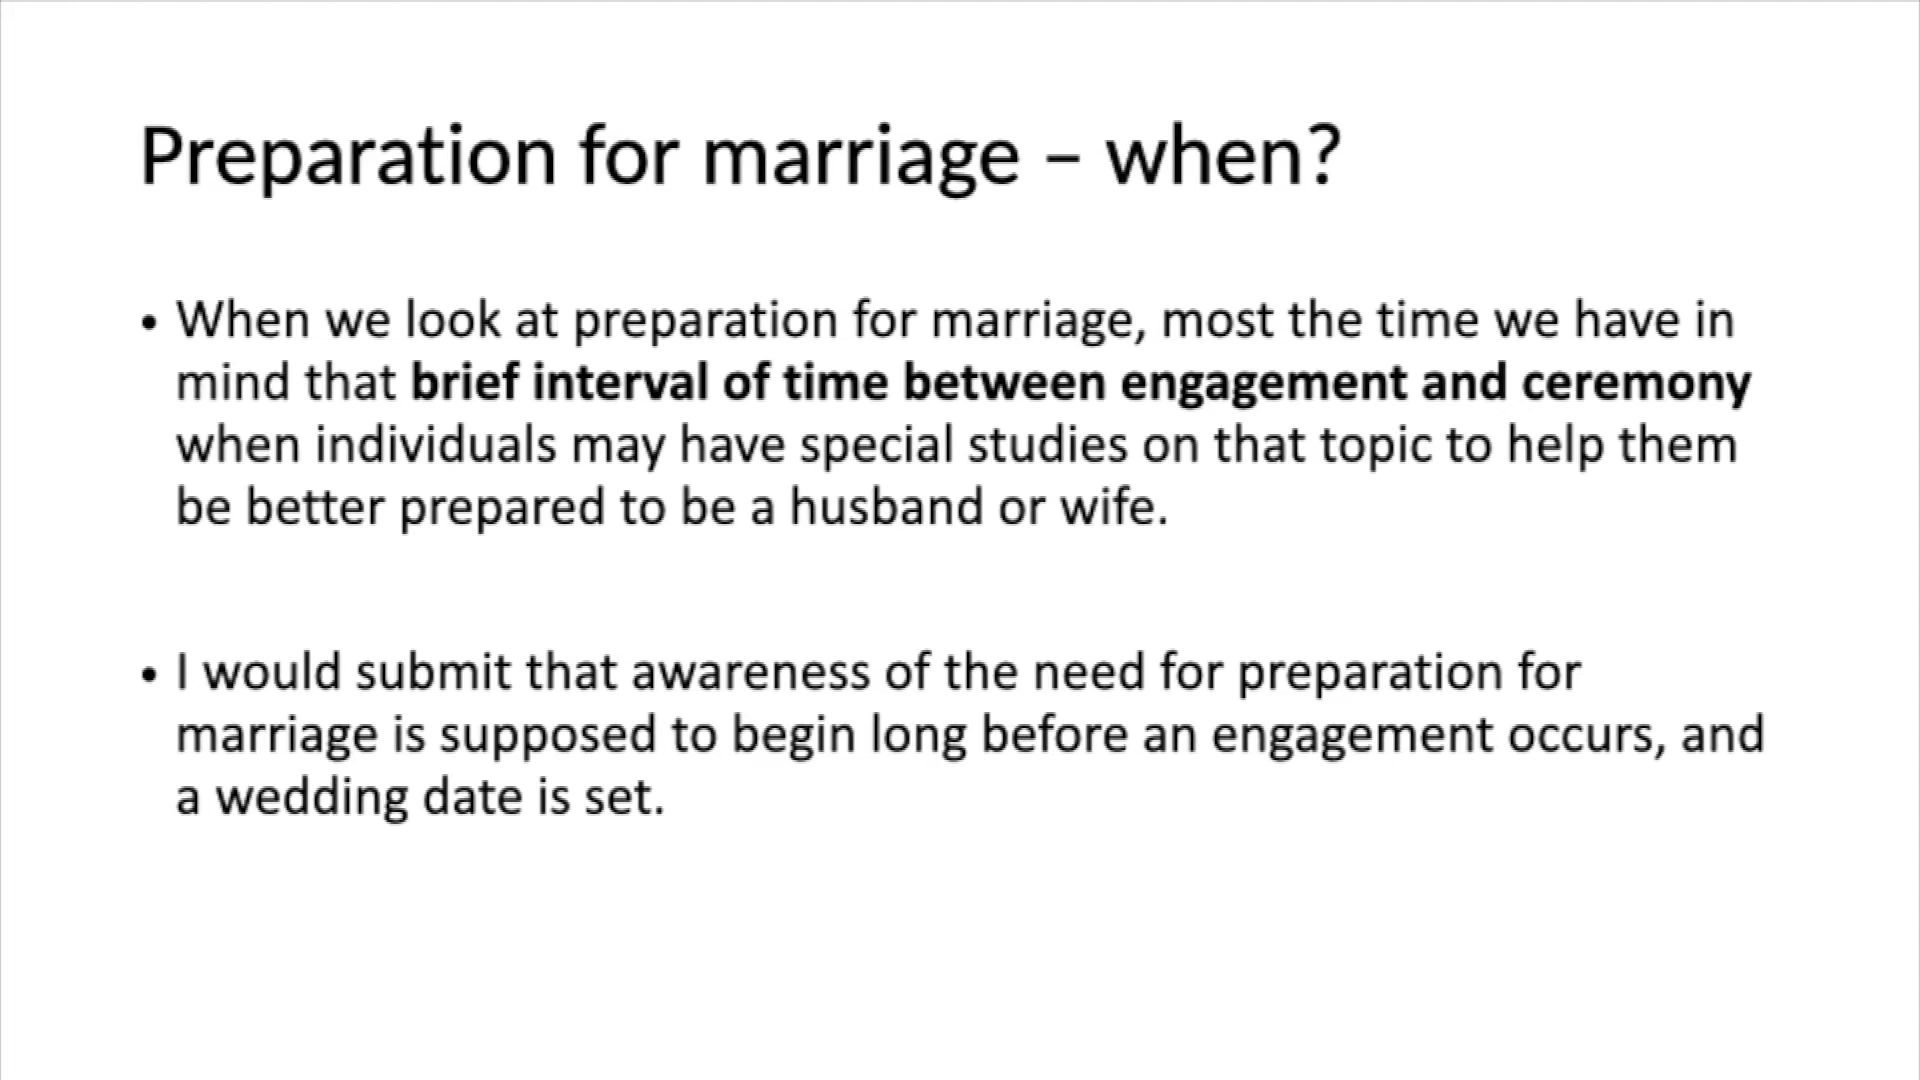 Preparation for marriage – when?
• When we look at preparation for marriage, most the time we have in
mind that brief interval of time between engagement and ceremony
when individuals may have special studies on that topic to help them
be better prepared to be a husband or wife.
• I would submit that awareness of the need for preparation for
marriage is supposed to begin long before an engagement occurs, and
a wedding date is set.